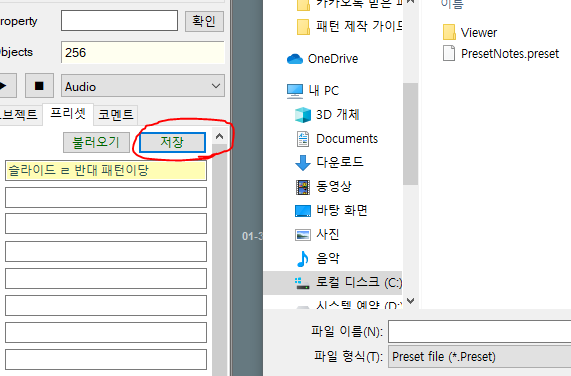 roperty
확인
Objects
256
Audio
브젝트
프리셋
코멘트
불러오기
저장
슬라이드 ㄹ 반대 패턴이당
01-3
카카오톡 받은 파
패턴 제작 가이드
OneDrive
내 PC
3D 개체
Documents
다운로드
동영상
바탕 화면
사진
음악
로컬 디스크 (C:)
시스템 예약 (D:)
이름
Viewer
PresetNotes.preset
파일 이름(N):
파일 형식(T):
Preset file (*.Preset)